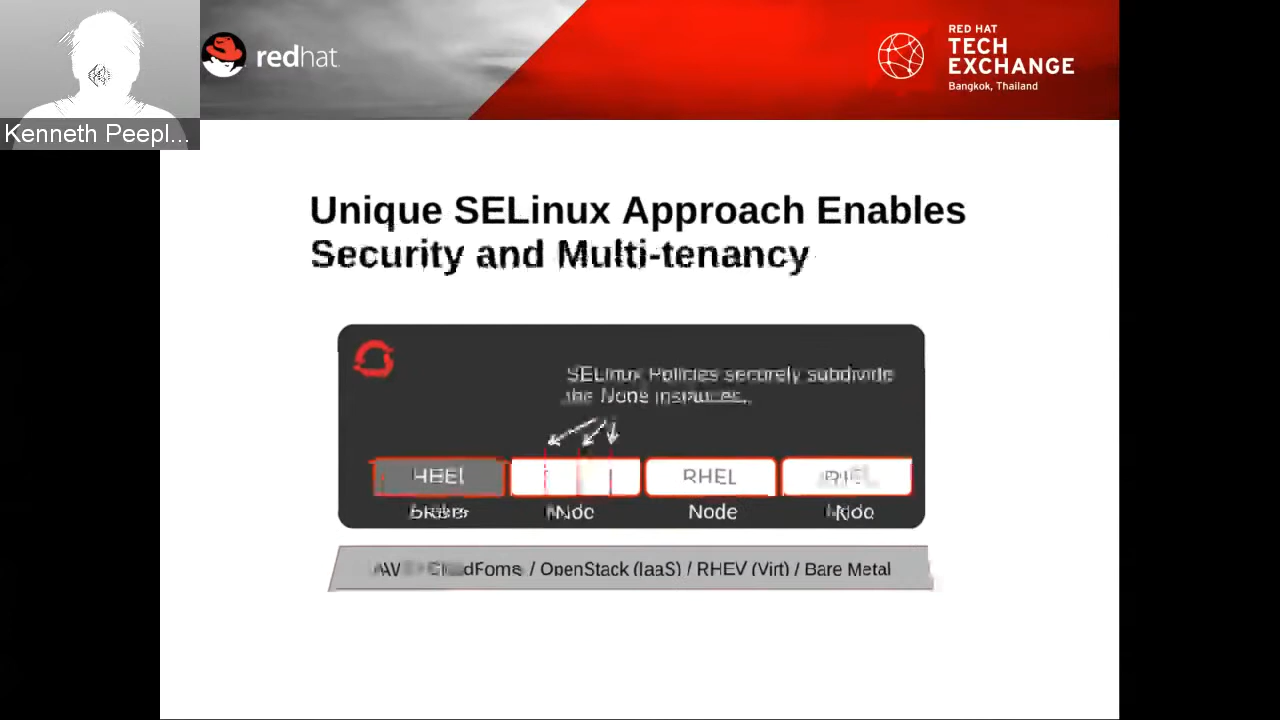 redhat.
RED HAT
TECH
EXCHANGE
Bangkok, Thailand
Kenneth Peepl...
Unique SELinux Approach Enables
Security and Multi-tenancy
SELinux Policies securely subdivide
the
RHEL
Node
Node
/ OpenStack (IaaS) / RHEV (Virt) / Bare Metal